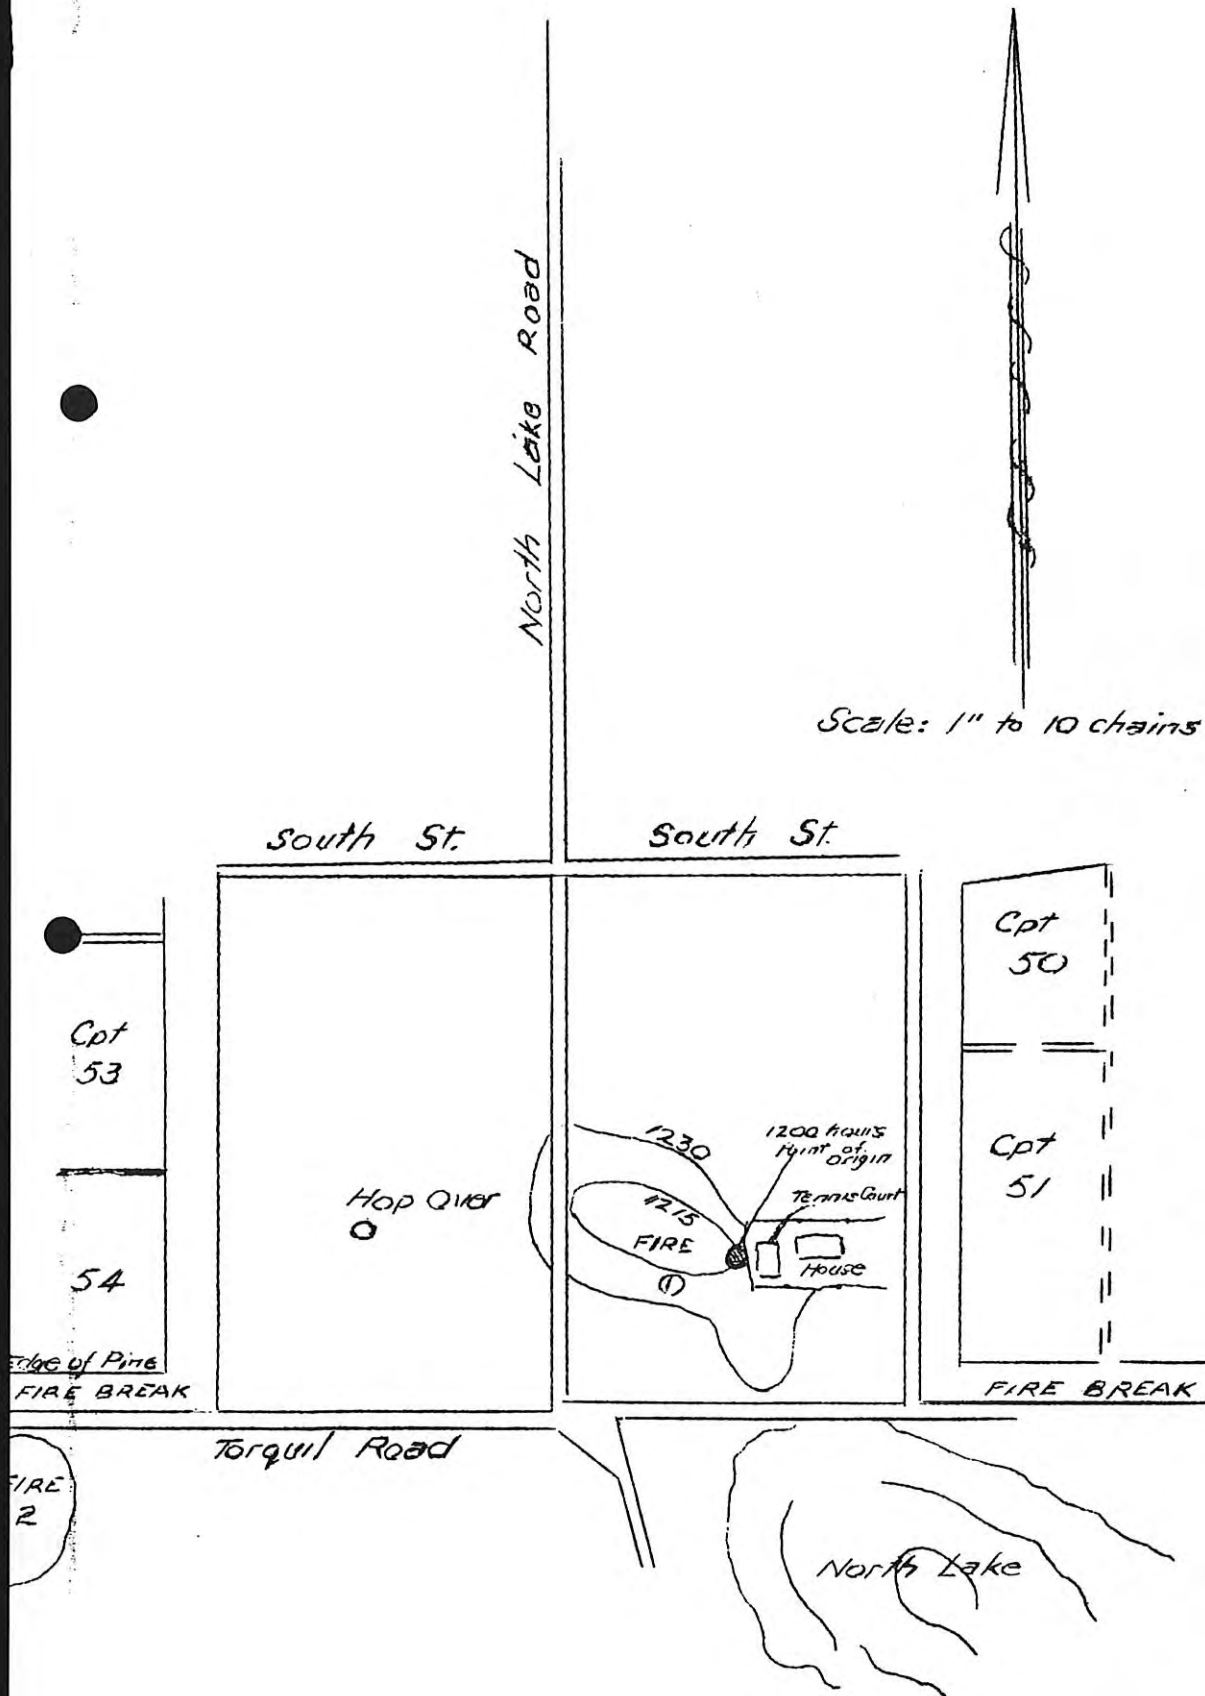 North Lake Road
Scale: 1" to 10 chains
South St.
South St.
Cpt
50
Cpt
53
1230
1200 hours
Point of
origin
Cpt
51
Hop Over
1215
FIRE
Tennis Court
House
1
54
Edge of Pine
FIRE BREAK
FIRE BREAK
Torquil Road
FIRE
2
North Lake